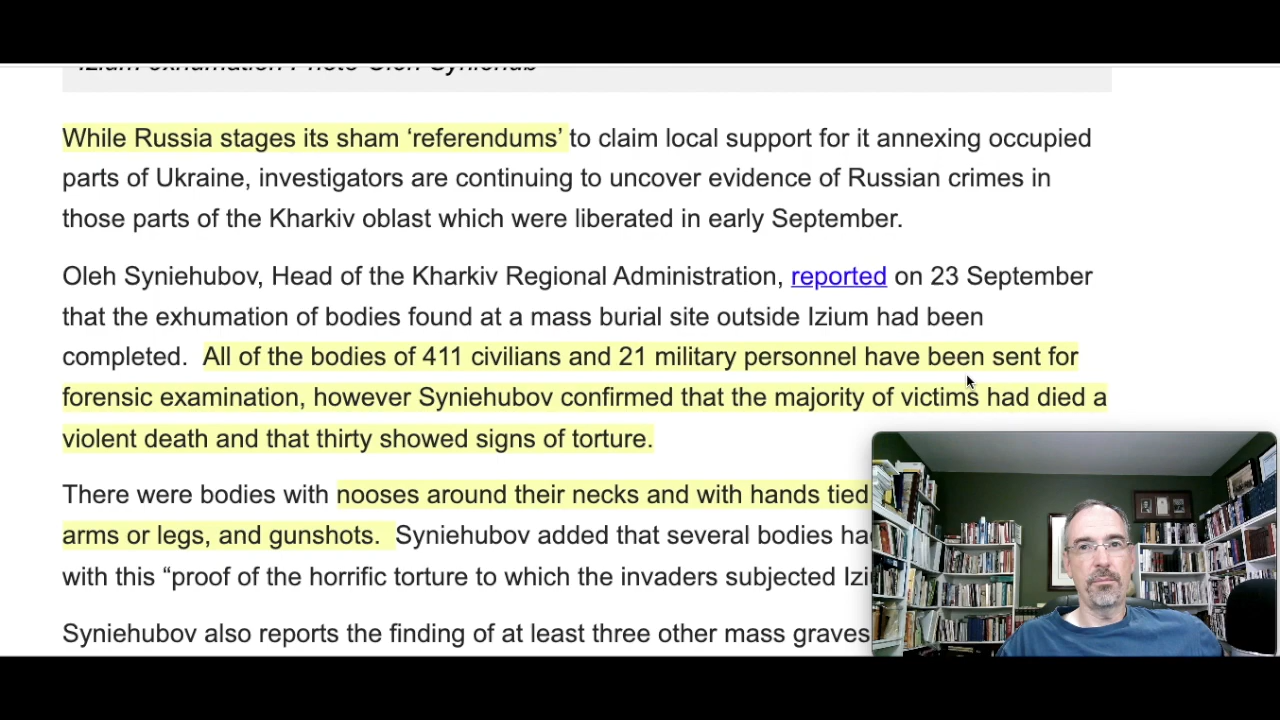 While Russia stages its sham ‘referendums’ to claim local support for it annexing occupied
parts of Ukraine, investigators are continuing to uncover evidence of Russian crimes in
those parts of the Kharkiv oblast which were liberated in early September.
Oleh Syniehubov, Head of the Kharkiv Regional Administration, reported on 23 September
that the exhumation of bodies found at a mass burial site outside Izium had been
completed. All of the bodies of 411 civilians and 21 military personnel have been sent for
forensic examination, however Syniehubov confirmed that the majority of victims had died a
violent death and that thirty showed signs of torture.
There were bodies with nooses around their necks and with hands tied
arms or legs, and gunshots. Syniehubov added that several bodies
with this “proof of the horrific torture to which the invaders subjected
Syniehubov also reports the finding of at least three other mass graves